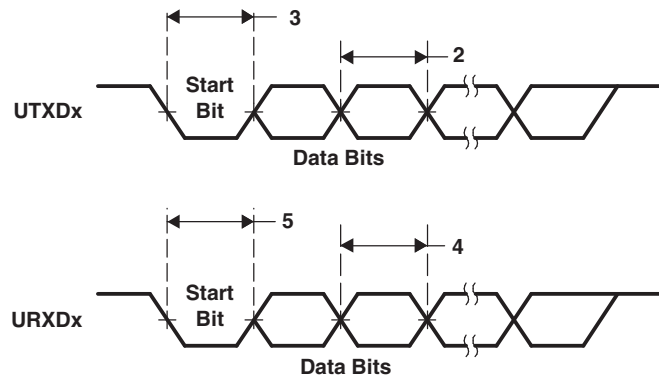 3
2
Start
Bit
UTXDx
Data Bits
5
4
Start
Bit
URXDx
Data Bits